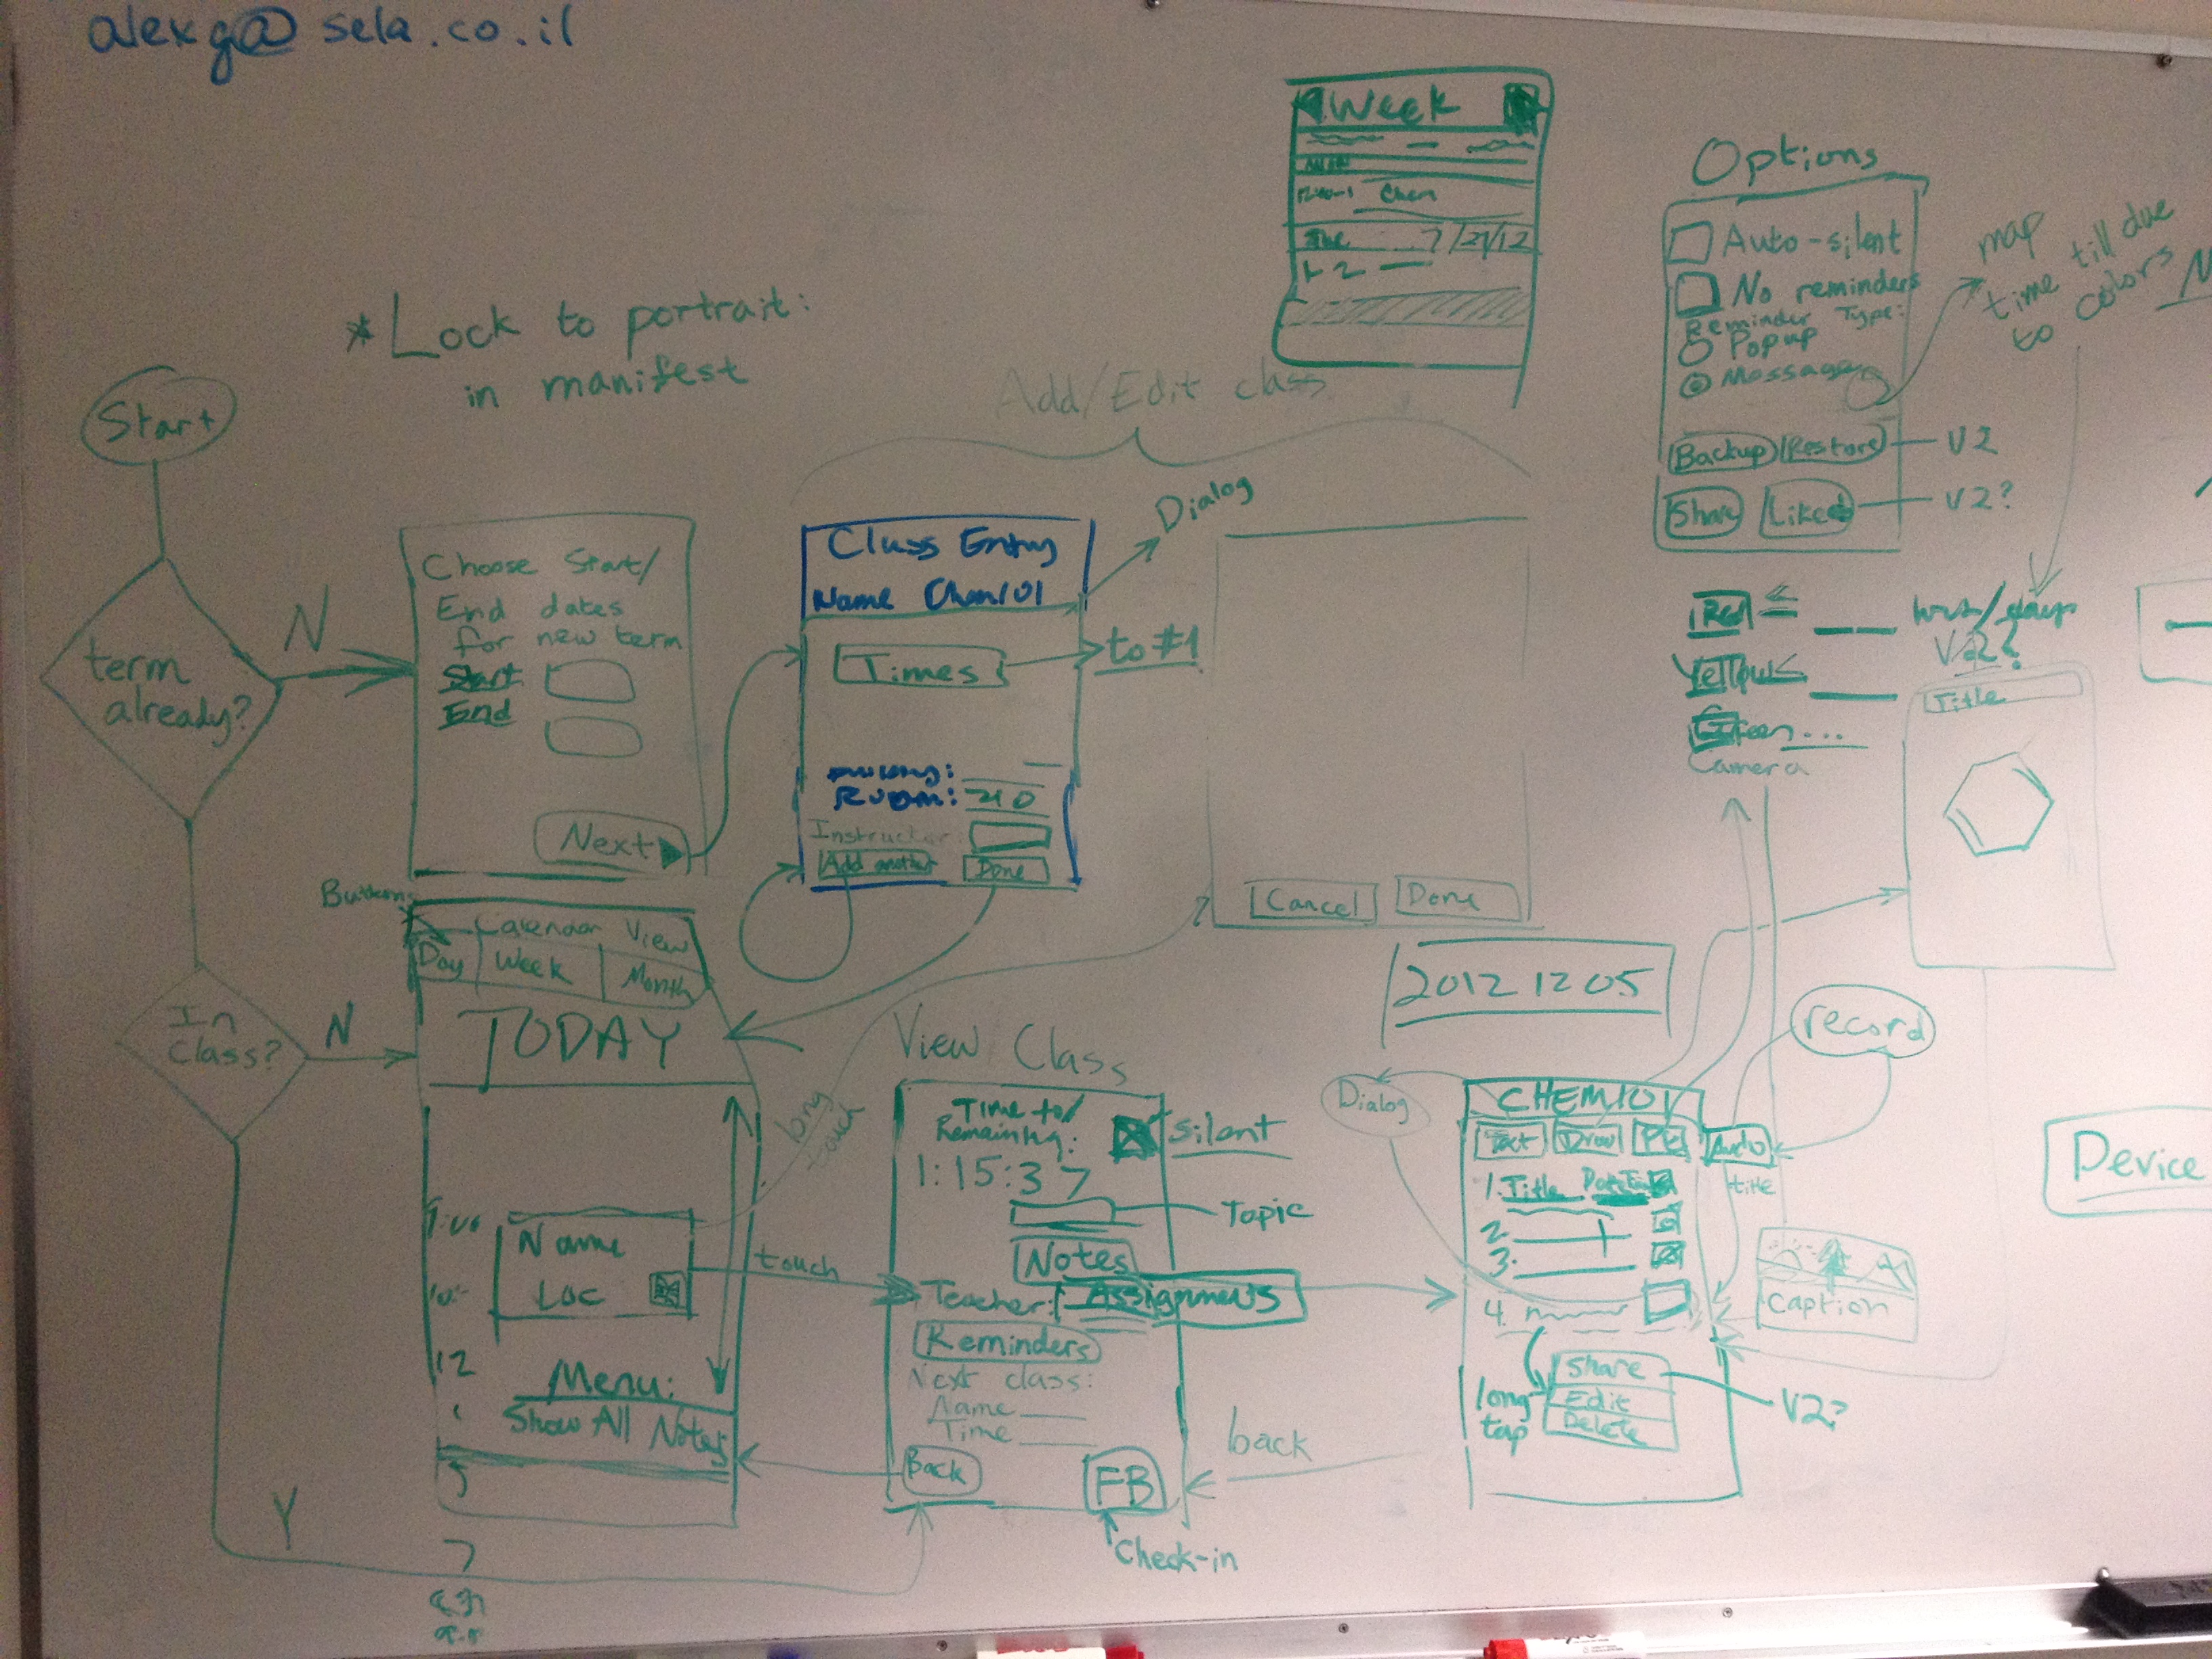 alexg@sela.co.il
Week
Chem
7/21/12
1-2
Options
Auto-silent
No reminders
Reminder Type:
Popup
Message
Backup
Restore
V2
Share
Like
V2?
map
time till due
to colors
* Lock to portrait:
in manifest
Start
term
already?
N
Choose Start/
End dates
for new term
Start
End
Next
Add/Edit class
Class Entry
Name Chem101
Dialog
Times
to #1
Room: 210
Instructor
Add another
Done
Cancel
Done
Red ≤
hrs/days
Yellow ≤
V2?
Green ...
Camera
Title
In
Class?
N
Y
Buttons
Calendar View
Day
Week
Month
TODAY
Name
Loc
12
Menu:
Show All Notes
7
long
touch
touch
View Class
Time to/
Remaining:
1:15:37
silent
Topic
Notes
Teacher:
Assignments
Reminders
Next class:
Name
Time
Back
FB
Check-in
back
2012 12 05
record
Dialog
CHEM101
Text
Draw
Pic
Audio
1. Title
title
2.
3.
4.
Caption
long
tap
Share
Edit
Delete
V2?
Device